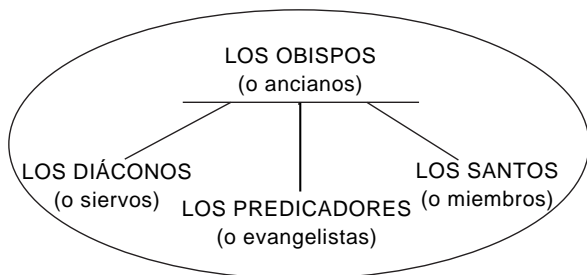 LOS OBISPOS
(o ancianos)
LOS DIÁCONOS
(o siervos)
LOS PREDICADORES
(o evangelistas)
LOS SANTOS
(o miembros)